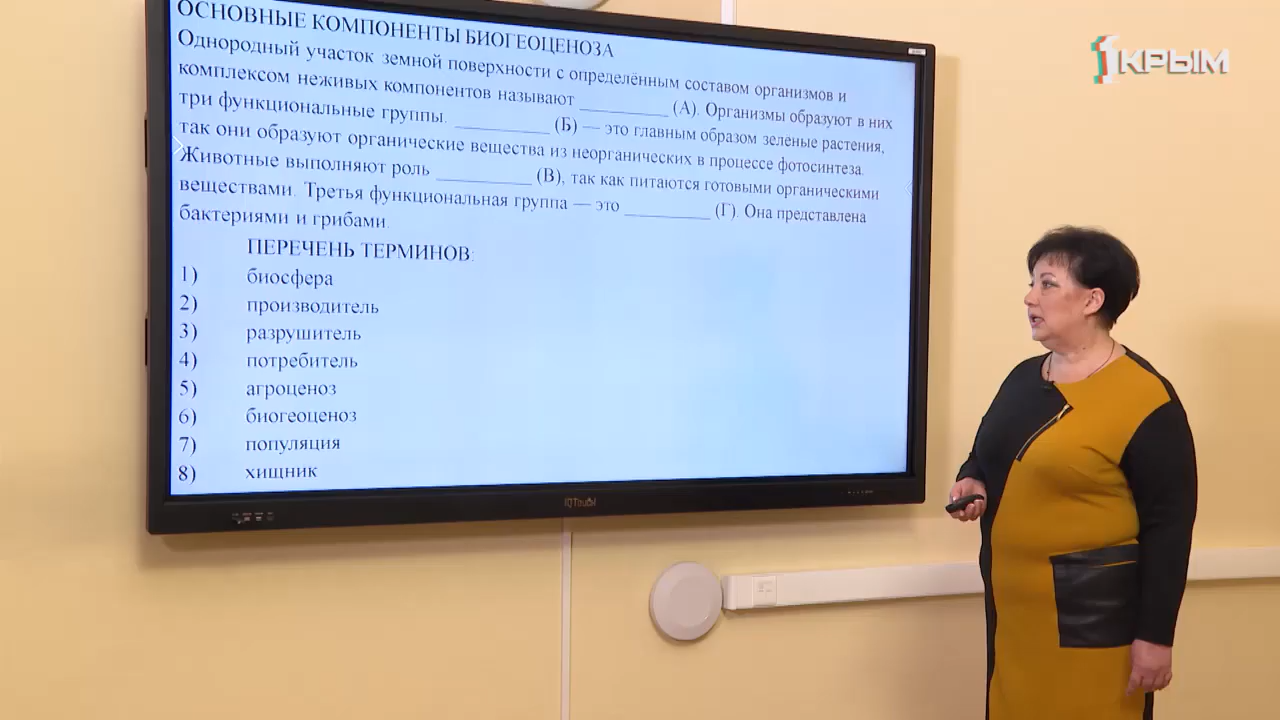 ОСНОВНЫЕ КОМПОНЕНТЫ БИОГЕОЦЕНОЗА
Однородный участок земной поверхности с определённым составом организмов и
комплексом неживых компонентов называют __________ (А). Организмы образуют в них
три функциональные группы. __________ (Б) — это главным образом зеленые растения,
так они образуют органические вещества из неорганических в процессе фотосинтеза.
Животные выполняют роль __________ (В), так как питаются готовыми органическими
веществами. Третья функциональная группа — это __________ (Г). Она представлена
бактериями и грибами.
ПЕРЕЧЕНЬ ТЕРМИНОВ:
1) биосфера
2) производитель
3) разрушитель
4) потребитель
5) агроценоз
6) биогеоценоз
7) популяция
8) хищник
IQTouch
1 КРЫМ